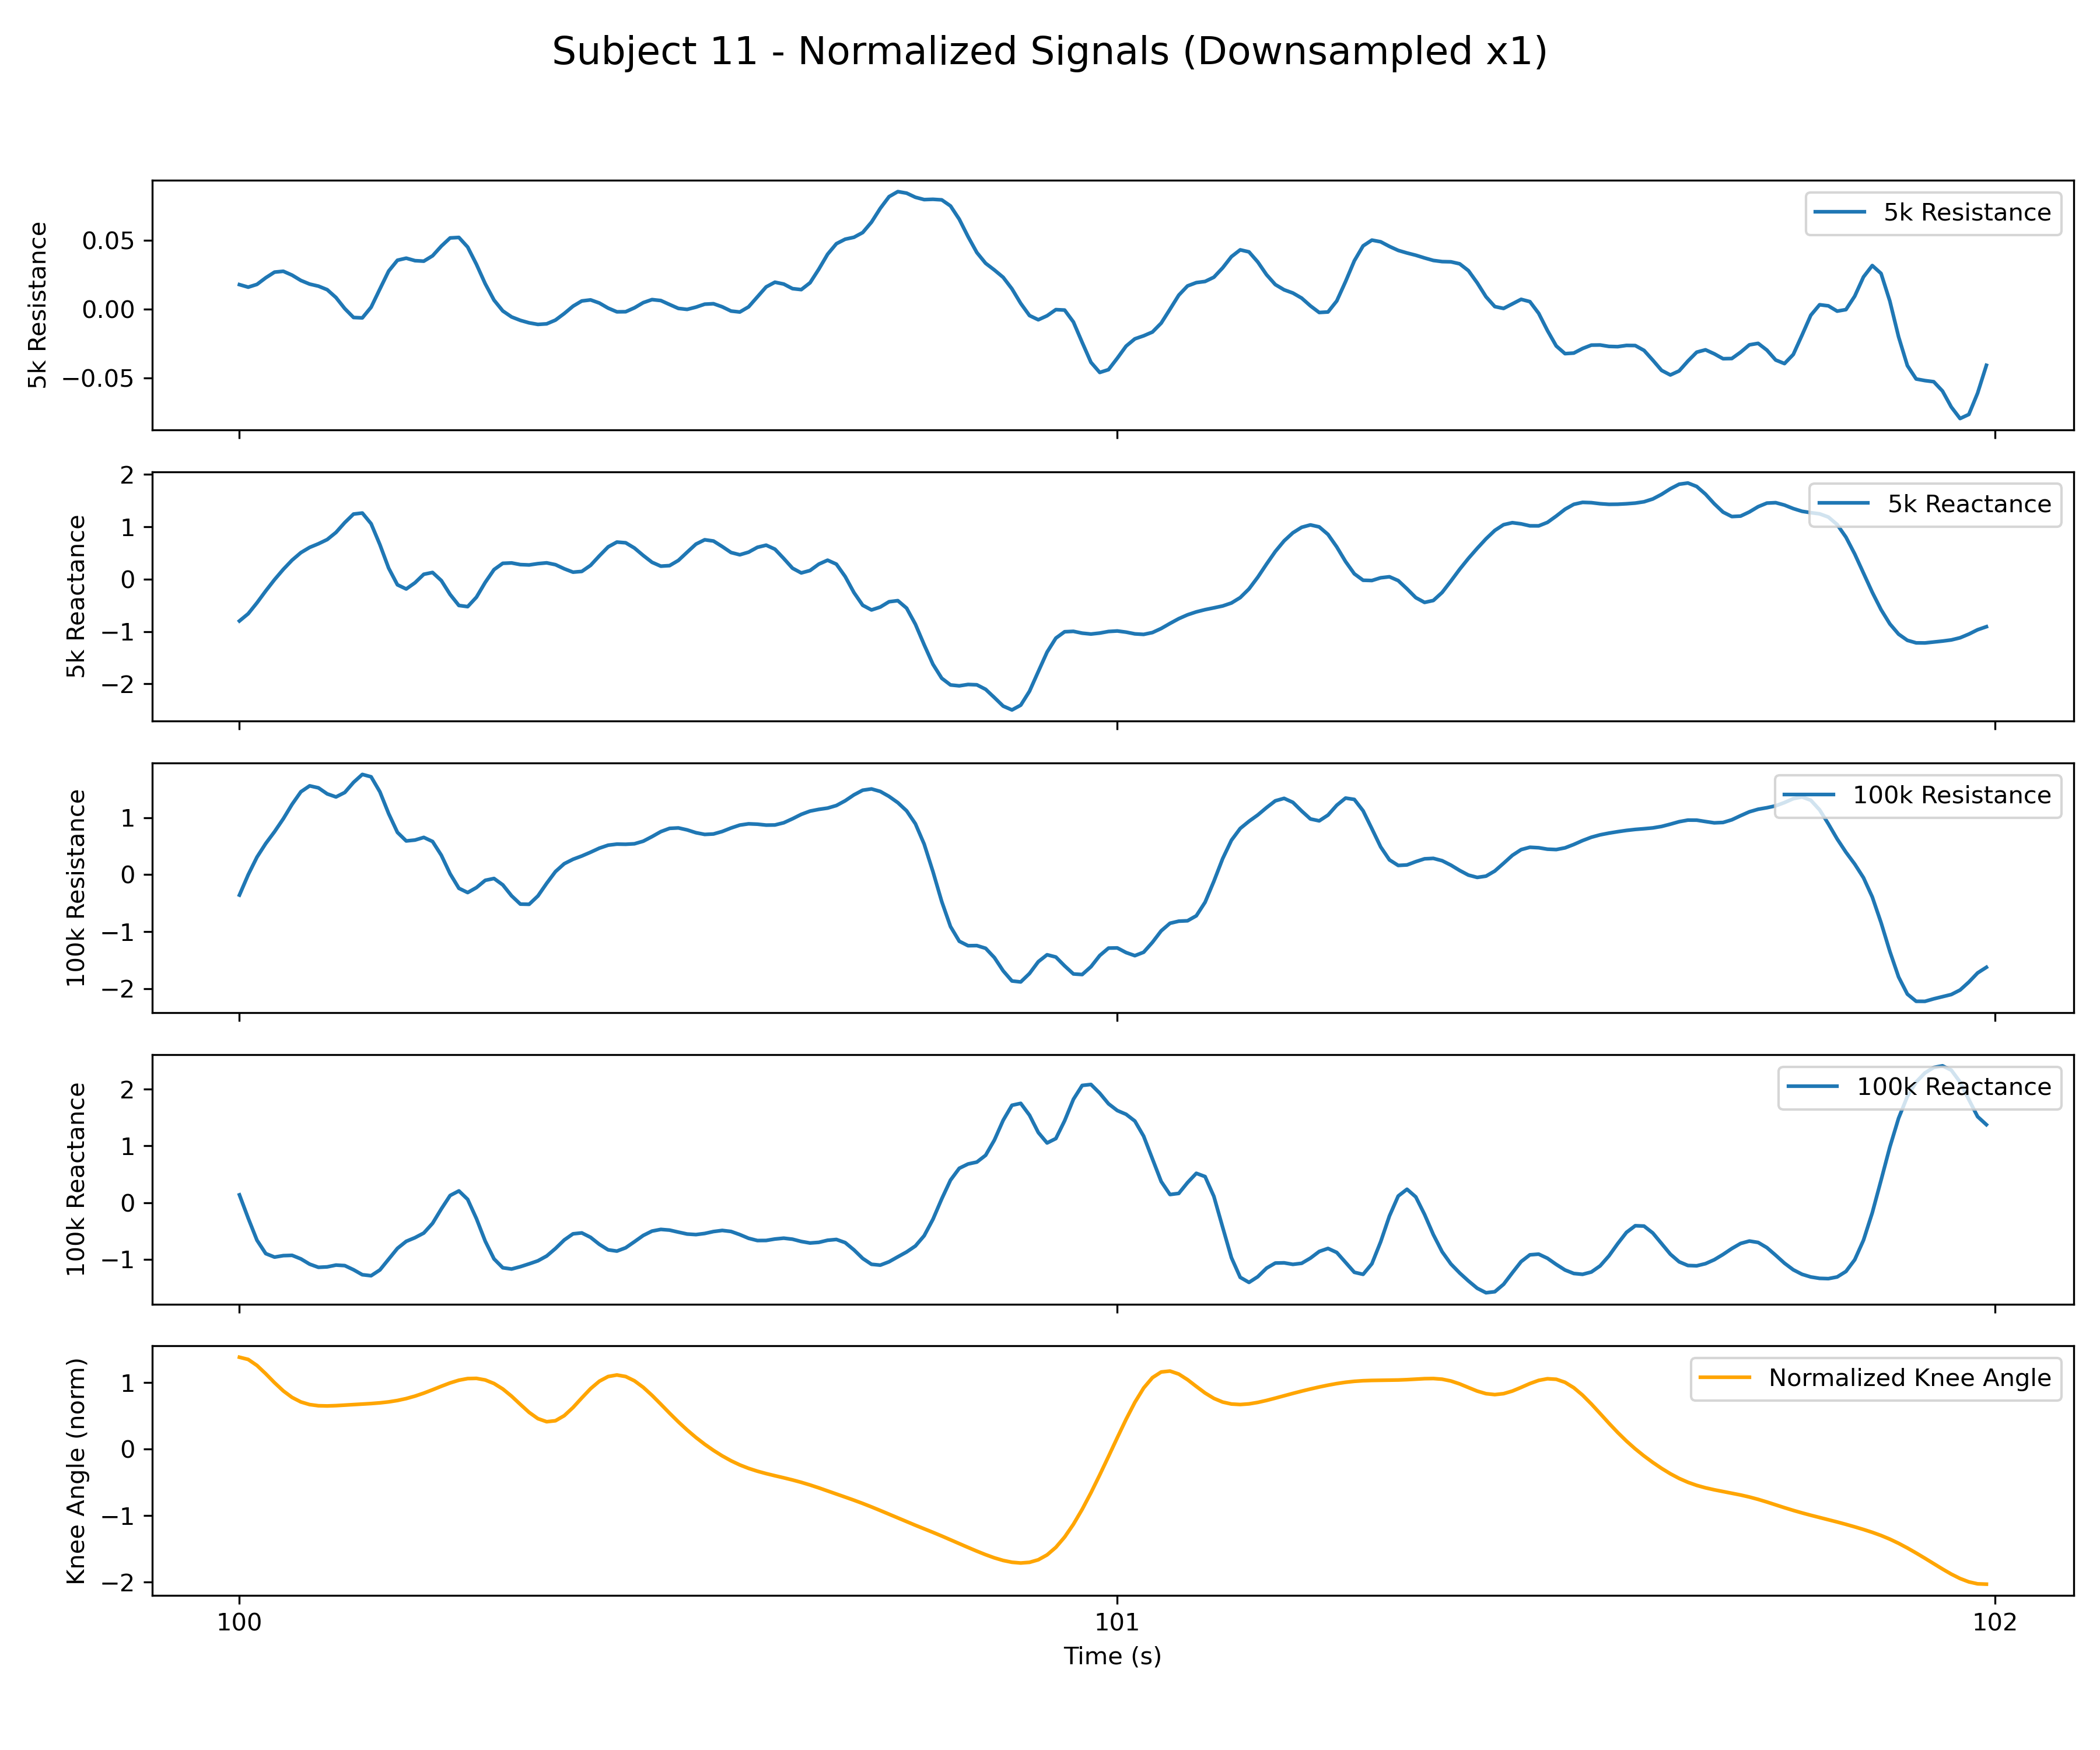 Subject 11 - Normalized Signals (Downsampled x1)
5k Resistance
0.05
0.00
−0.05
5k Resistance
5k Reactance
2
1
0
−1
−2
5k Reactance
100k Resistance
1
0
−1
−2
100k Resistance
100k Reactance
2
1
0
−1
100k Reactance
Knee Angle (norm)
1
0
−1
−2
Normalized Knee Angle
100
101
102
Time (s)